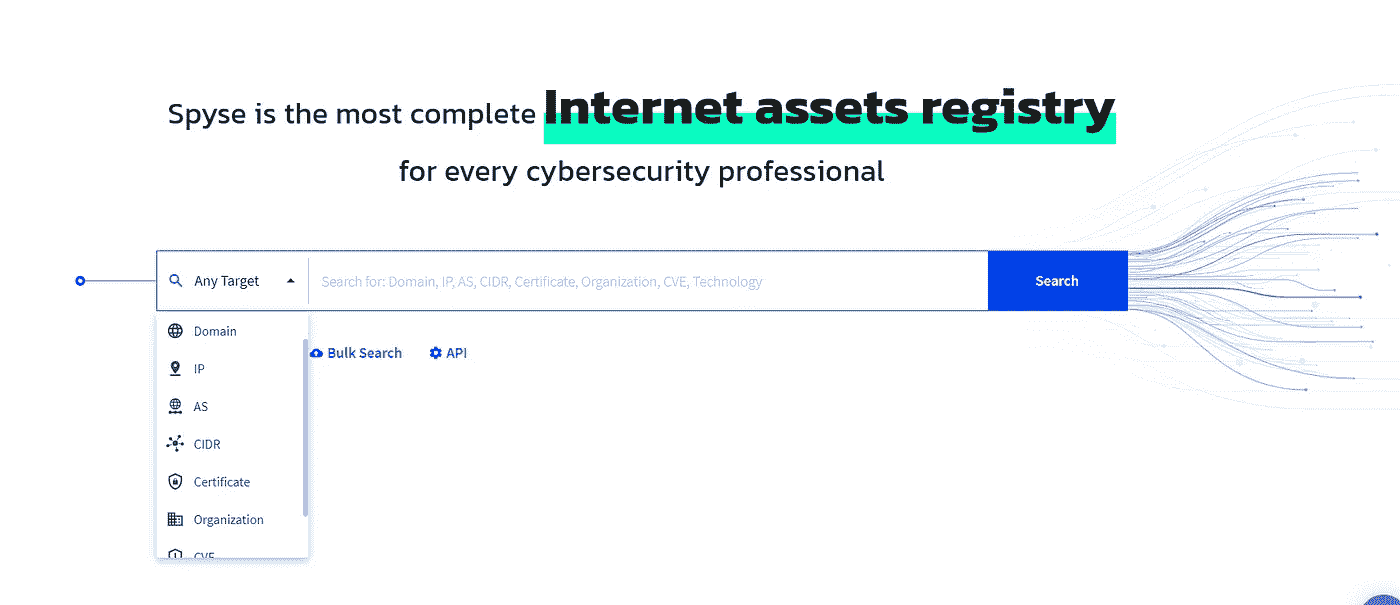 Spyse is the most complete Internet assets registry
for every cybersecurity professional
Any Target
Search for: Domain, IP, AS, CIDR, Certificate, Organization, CVE, Technology
Search
Domain
Bulk Search
API
IP
AS
CIDR
Certificate
Organization
CVE